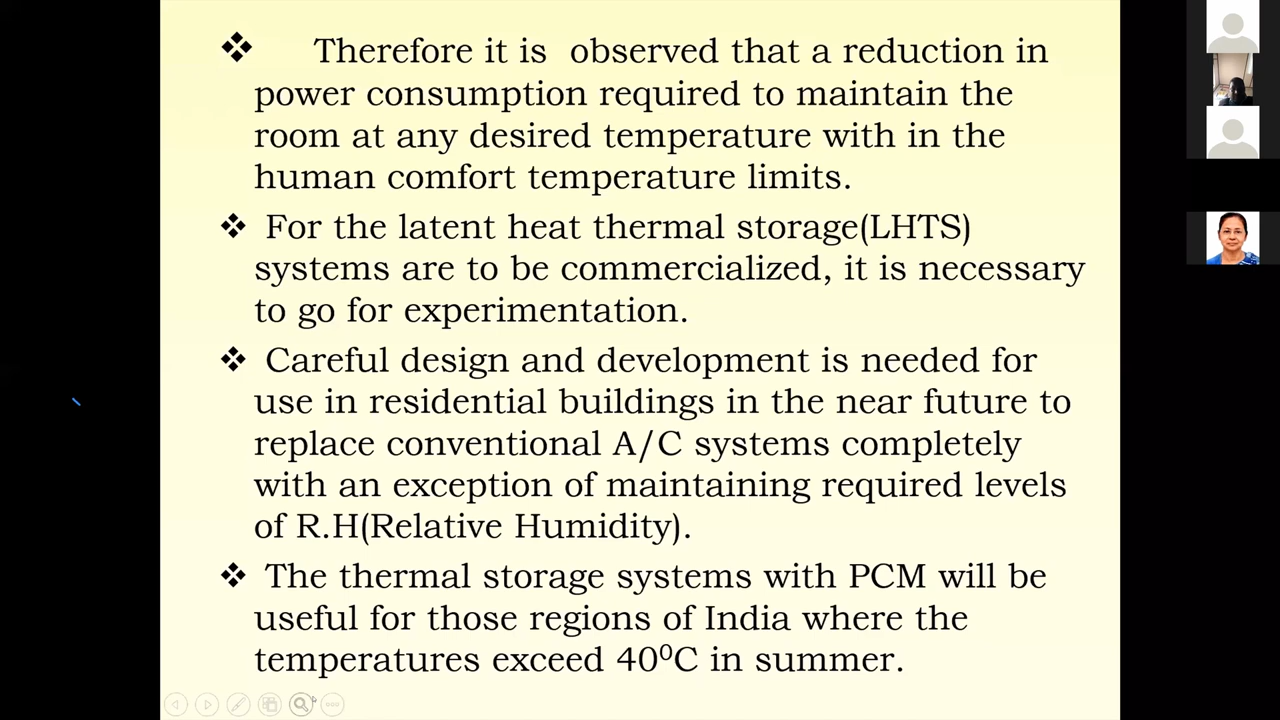 ❖ Therefore it is observed that a reduction in
power consumption required to maintain the
room at any desired temperature with in the
human comfort temperature limits.
❖ For the latent heat thermal storage(LHTS)
systems are to be commercialized, it is necessary
to go for experimentation.
❖ Careful design and development is needed for
use in residential buildings in the near future to
replace conventional A/C systems completely
with an exception of maintaining required levels
of R.H(Relative Humidity).
❖ The thermal storage systems with PCM will be
useful for those regions of India where the
temperatures exceed 40⁰C in summer.